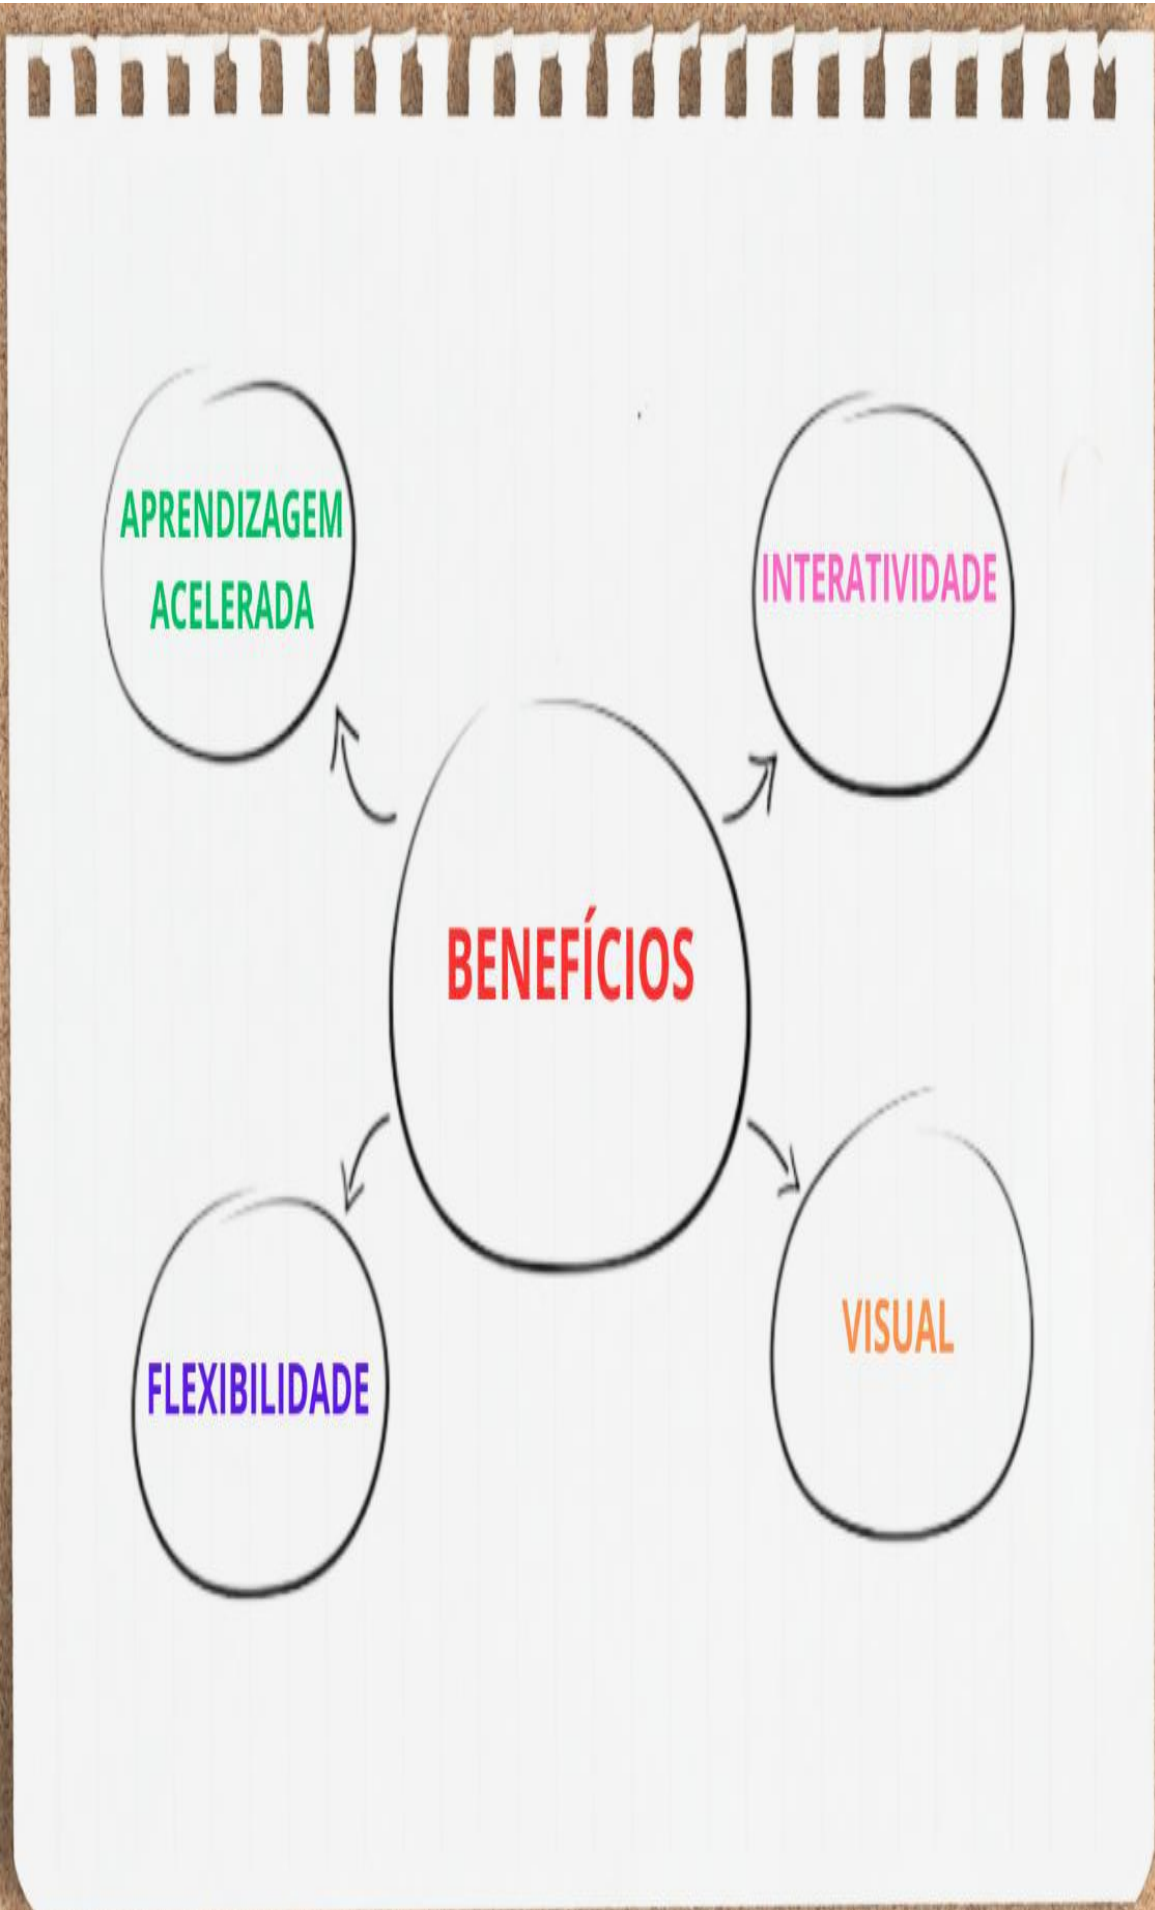 APRENDIZAGEM
ACELERADA
INTERATIVIDADE
BENEFÍCIOS
VISUAL
FLEXIBILIDADE